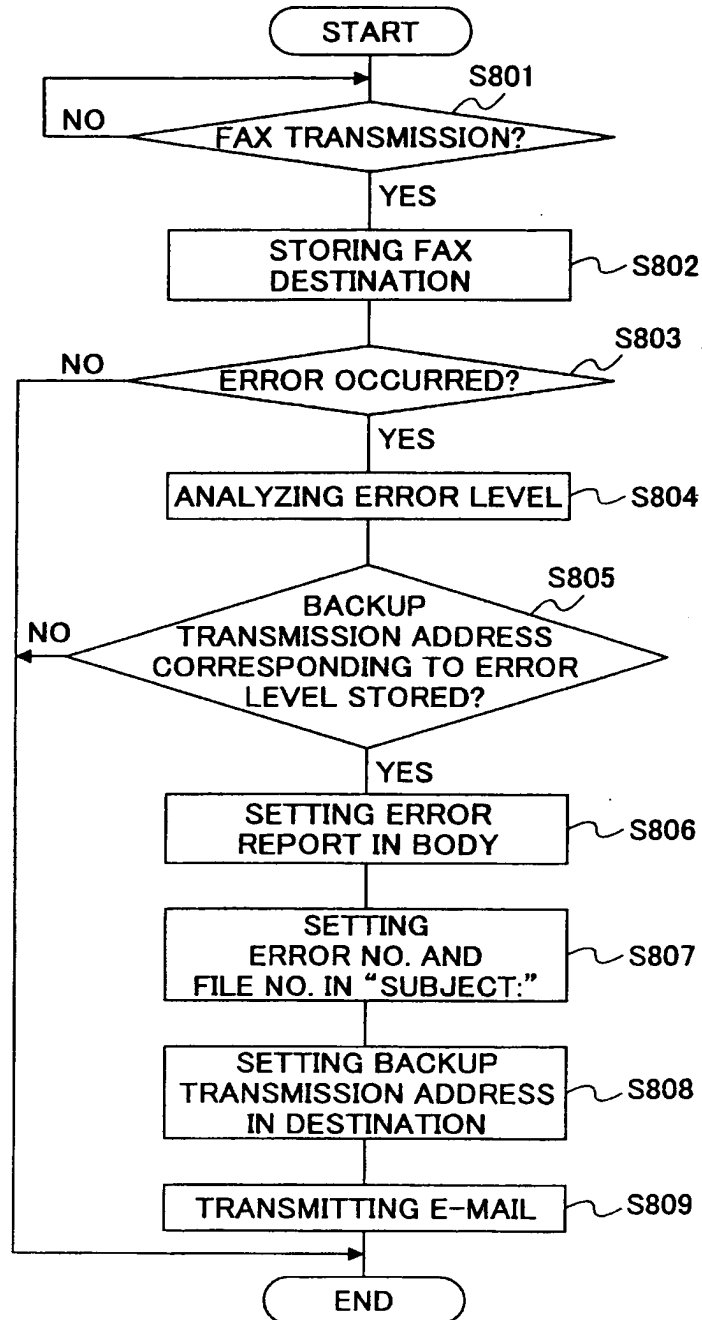 START
S801
NO
FAX TRANSMISSION?
YES
STORING FAX
DESTINATION
S802
S803
NO
ERROR OCCURRED?
YES
ANALYZING ERROR LEVEL
S804
S805
BACKUP
NO
TRANSMISSION ADDRESS
CORRESPONDING TO ERROR
LEVEL STORED?
YES
SETTING ERROR
REPORT IN BODY
S806
SETTING
ERROR NO. AND
FILE NO. IN “SUBJECT:”
S807
SETTING BACKUP
TRANSMISSION ADDRESS
IN DESTINATION
S808
TRANSMITTING E-MAIL
S809
END